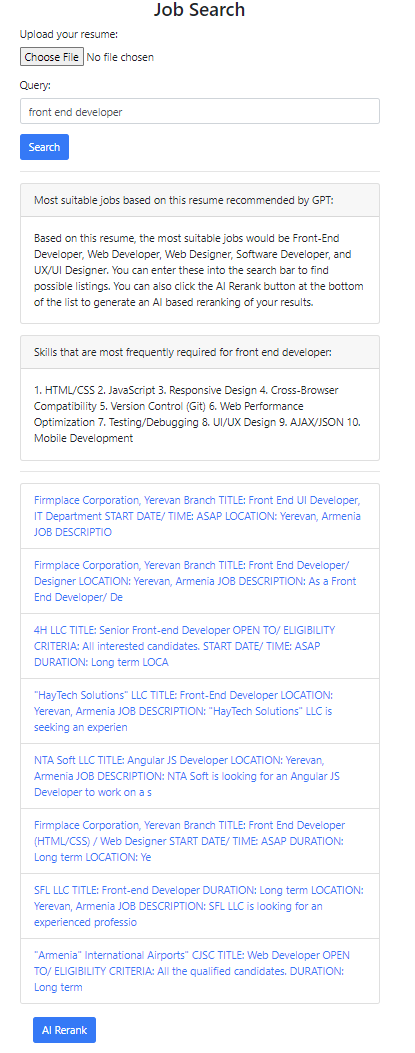 Job Search
Upload your resume:
Choose File No file chosen
Query:
front end developer
Search
Most suitable jobs based on this resume recommended by GPT:
Based on this resume, the most suitable jobs would be Front-End
Developer, Web Developer, Web Designer, Software Developer, and
UX/UI Designer. You can enter these into the search bar to find
possible listings. You can also click the AI Rerank button at the bottom
of the list to generate an AI based reranking of your results.
Skills that are most frequently required for front end developer:
1. HTML/CSS 2. JavaScript 3. Responsive Design 4. Cross-Browser
Compatibility 5. Version Control (Git) 6. Web Performance
Optimization 7. Testing/Debugging 8. UI/UX Design 9. AJAX/JSON 10.
Mobile Development
Firmplace Corporation, Yerevan Branch TITLE: Front End UI Developer,
IT Department START DATE/ TIME: ASAP LOCATION: Yerevan, Armenia
JOB DESCRIPTIO
Firmplace Corporation, Yerevan Branch TITLE: Front End Developer/
Designer LOCATION: Yerevan, Armenia JOB DESCRIPTION: As a Front
End Developer/ De
4H LLC TITLE: Senior Front-end Developer OPEN TO/ ELIGIBILITY
CRITERIA: All interested candidates. START DATE/ TIME: ASAP
DURATION: Long term LOCA
"HayTech Solutions" LLC TITLE: Front-End Developer LOCATION:
Yerevan, Armenia JOB DESCRIPTION: "HayTech Solutions" LLC is
seeking an experien
NTA Soft LLC TITLE: Angular JS Developer LOCATION: Yerevan,
Armenia JOB DESCRIPTION: NTA Soft is looking for an Angular JS
Developer to work on a s
Firmplace Corporation, Yerevan Branch TITLE: Front End Developer
(HTML/CSS) / Web Designer START DATE/ TIME: ASAP DURATION:
Long term LOCATION: Ye
SFL LLC TITLE: Front-end Developer DURATION: Long term LOCATION:
Yerevan, Armenia JOB DESCRIPTION: SFL LLC is looking for an
experienced professio
"Armenia" International Airports" CJSC TITLE: Web Developer OPEN
TO/ ELIGIBILITY CRITERIA: All the qualified candidates. DURATION:
Long term
AI Rerank